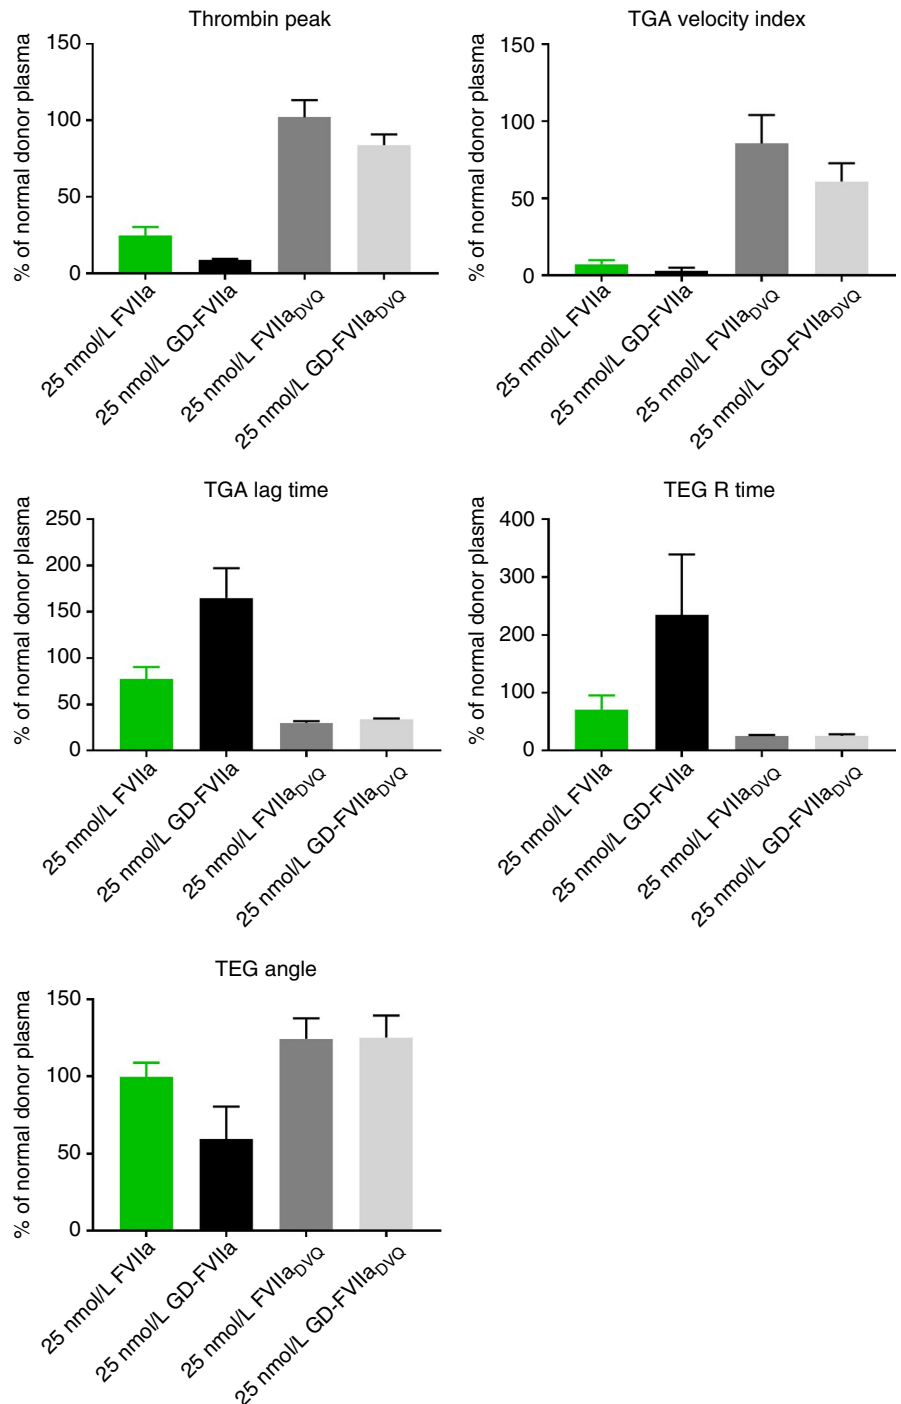 Thrombin peak
% of normal donor plasma
150
100
50
0
25 nmol/L FVIIa
25 nmol/L GD-FVIIa
25 nmol/L FVIIaDVQ
25 nmol/L GD-FVIIaDVQ
TGA velocity index
% of normal donor plasma
150
100
50
0
25 nmol/L FVIIa
25 nmol/L GD-FVIIa
25 nmol/L FVIIaDVQ
25 nmol/L GD-FVIIaDVQ
TGA lag time
% of normal donor plasma
250
200
150
100
50
0
25 nmol/L FVIIa
25 nmol/L GD-FVIIa
25 nmol/L FVIIaDVQ
25 nmol/L GD-FVIIaDVQ
TEG R time
% of normal donor plasma
400
300
200
100
0
25 nmol/L FVIIa
25 nmol/L GD-FVIIa
25 nmol/L FVIIaDVQ
25 nmol/L GD-FVIIaDVQ
TEG angle
% of normal donor plasma
150
100
50
0
25 nmol/L FVIIa
25 nmol/L GD-FVIIa
25 nmol/L FVIIaDVQ
25 nmol/L GD-FVIIaDVQ